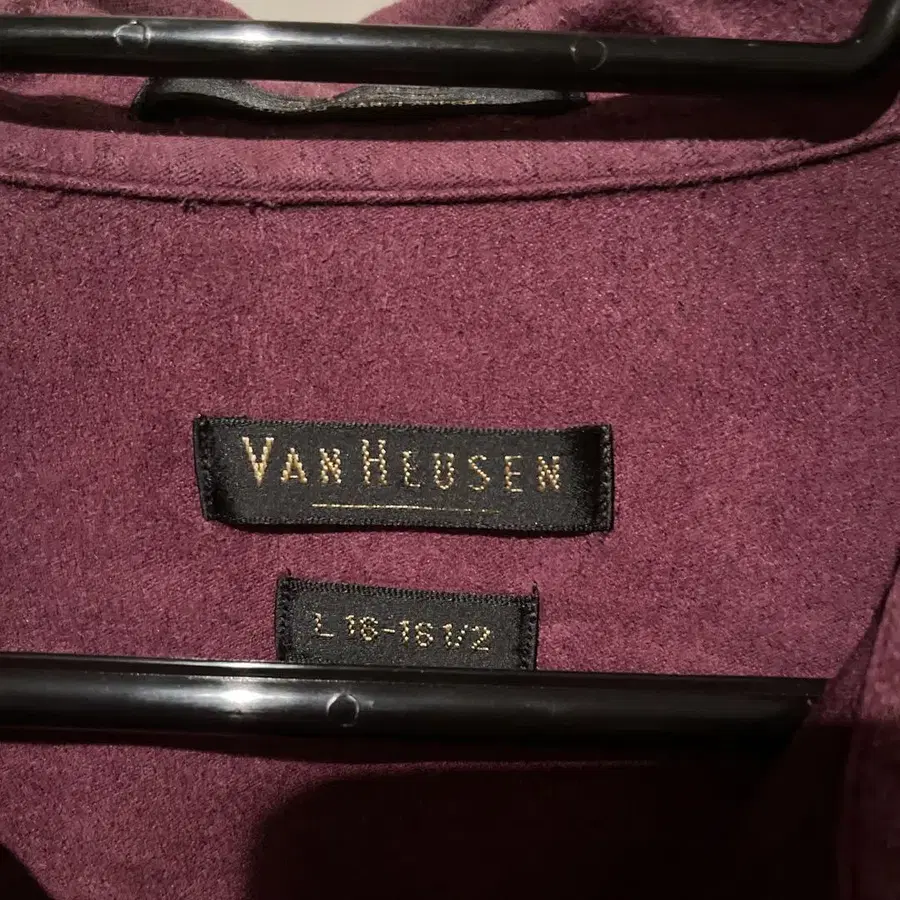 VAN HEUSEN
L 16-16 1/2